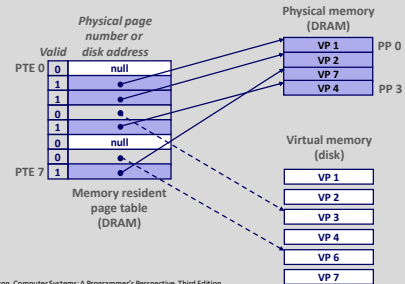 Physical page
number or
disk address
Valid
PTE 0
0
null
1
1
0
1
0
null
0
PTE 7
1
Memory resident
page table
(DRAM)
Physical memory
(DRAM)
VP 1
PP 0
VP 2
VP 7
VP 4
PP 3
Virtual memory
(disk)
VP 1
VP 2
VP 3
VP 4
VP 6
VP 7
on, Computer Systems: A Programmer's Perspective, Third Edition